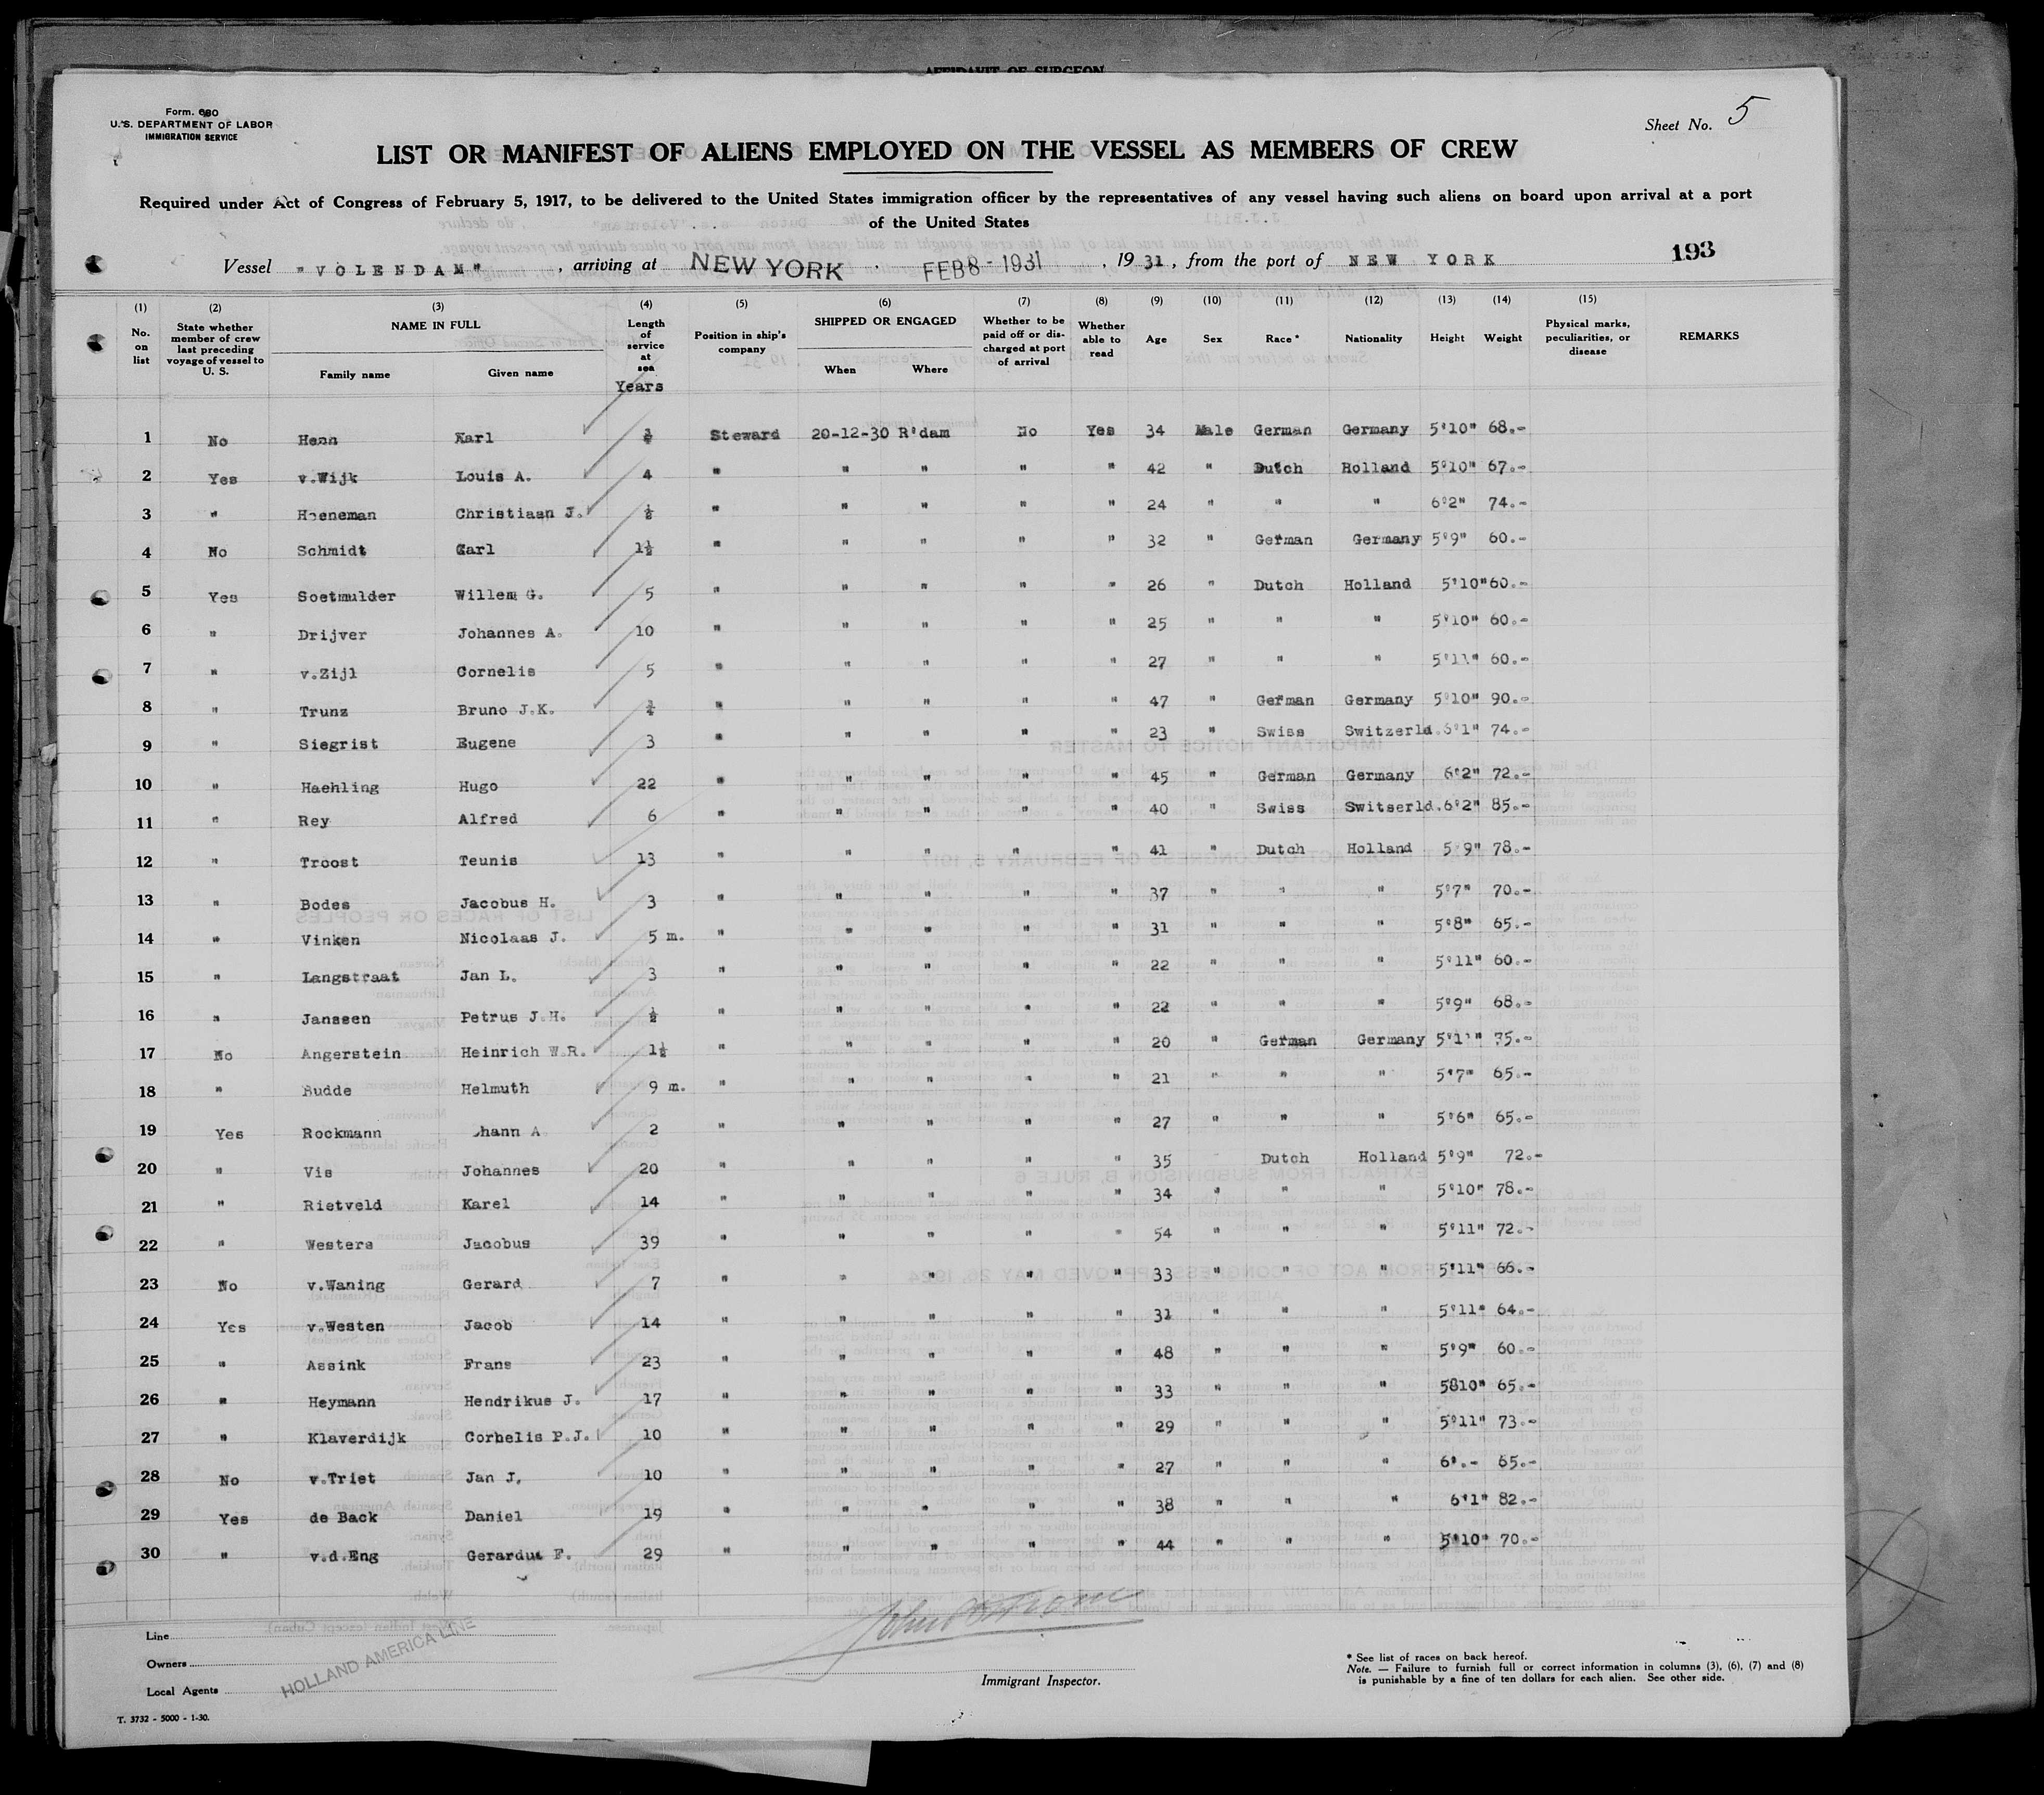 AFFIDAVIT OF SURGEON
Form. 680
U.S. DEPARTMENT OF LABOR
IMMIGRATION SERVICE
Sheet No. 5
LIST OR MANIFEST OF ALIENS EMPLOYED ON THE VESSEL AS MEMBERS OF CREW
Required under Act of Congress of February 5, 1917, to be delivered to the United States immigration officer by the representatives of any vessel having such aliens on board upon arrival at a port
of the United States
Vessel "VOLENDAM", arriving at NEW YORK FEB 8 - 1931, 1931, from the port of NEW YORK 193
(1) No. on list (2) State whether member of crew last preceding voyage of vessel to U. S. (3) NAME IN FULL Family name Given name (4) Length of service at sea Years (5) Position in ship's company (6) SHIPPED OR ENGAGED When Where (7) Whether to be paid off or discharged at port of arrival (8) Whether able to read (9) Age (10) Sex (11) Race* (12) Nationality (13) Height (14) Weight (15) Physical marks, peculiarities, or disease REMARKS
1 No Henn Karl Steward 20-12-30 R'dam No Yes 34 Male German Germany 5'10" 68.-
2 Yes v.Wijk Louis A. 4 " " " " " 42 " Dutch Holland 5'10" 67.-
3 " Haeneman Christiaan J. ½ " " " " " 24 " " " 6'2" 74.-
4 No Schmidt Carl 1½ " " " " " 32 " German Germany 5'9" 60.-
5 Yes Soetmulder Willem G. 5 " " " " " 26 " Dutch Holland 5'10" 60.-
6 " Drijver Johannes A. 10 " " " " " 25 " " " 5'10" 60.-
7 " v.Zijl Cornelis 5 " " " " " 27 " " " 5'11" 60.-
8 " Trunz Bruno J.K. ¾ " " " " " 47 " German Germany 5'10" 90.-
9 " Siegrist Eugene 3 " " " " " 23 " Swiss Switzerld. 6'1" 74.-
10 " Haehling Hugo 22 " " " " " 45 " German Germany 6'2" 72.-
11 " Rey Alfred 6 " " " " " 40 " Swiss Switserld. 6'2" 85.-
12 " Troost Teunis 13 " " " " " 41 " Dutch Holland 5'9" 78.-
13 " Bodes Jacobus H. 3 " " " " " 37 " " " 5'7" 70.-
14 " Vinken Nicolaas J. 5 m. " " " " " 31 " " " 5'8" 65.-
15 " Langstraat Jan L. 3 " " " " " 22 " " " 5'11" 60.-
16 " Janssen Petrus J.H. ½ " " " " " 22 " " " 5'9" 68.-
17 No Angerstein Heinrich W.R. 1½ " " " " " 20 " German Germany 5'11" 75.-
18 " Budde Helmuth 9 m. " " " " " 21 " " " 5'7" 65.-
19 Yes Rockmann hann A 2 " " " " " 27 " " " 5'6" 65.-
20 " Vis Johannes 20 " " " " " 35 Dutch Holland 5'9" 72.-
21 " Rietveld Karel 14 " " " " " 34 " " " 5'10" 78.-
22 " Westers Jacobus 39 " " " " " 54 " " " 5'11" 72.-
23 No v.Waning Gerard 7 " " " " " 33 " " " 5'11" 66.-
24 Yes v.Westen Jacob 14 " " " " " 31 " " " 5'11" 64.-
25 " Assink Frans 23 " " " " " 48 " " " 5'9" 60.-
26 " Heymann Hendrikus J. 17 " " " " " 33 " " " 5810" 65.-
27 " Klaverdijk Corhelis P.J. 10 " " " " " 29 " " " 5'11" 73.-
28 No v.Triet Jan J. 10 " " " " " 27 " " " 6'.- 65.-
29 Yes de Back Daniel 19 " " " " " 38 " " " 6'1" 82.-
30 " v.d.Eng Gerardus F. 29 " " " " " 44 " " " 5'10" 70.-
Line
Owners
Local Agents
HOLLAND AMERICA LINE
Immigrant Inspector.
* See list of races on back hereof.
Note. — Failure to furnish full or correct information in columns (3), (6), (7) and (8)
is punishable by a fine of ten dollars for each alien. See other side.
T. 3732 - 5000 - 1-30.